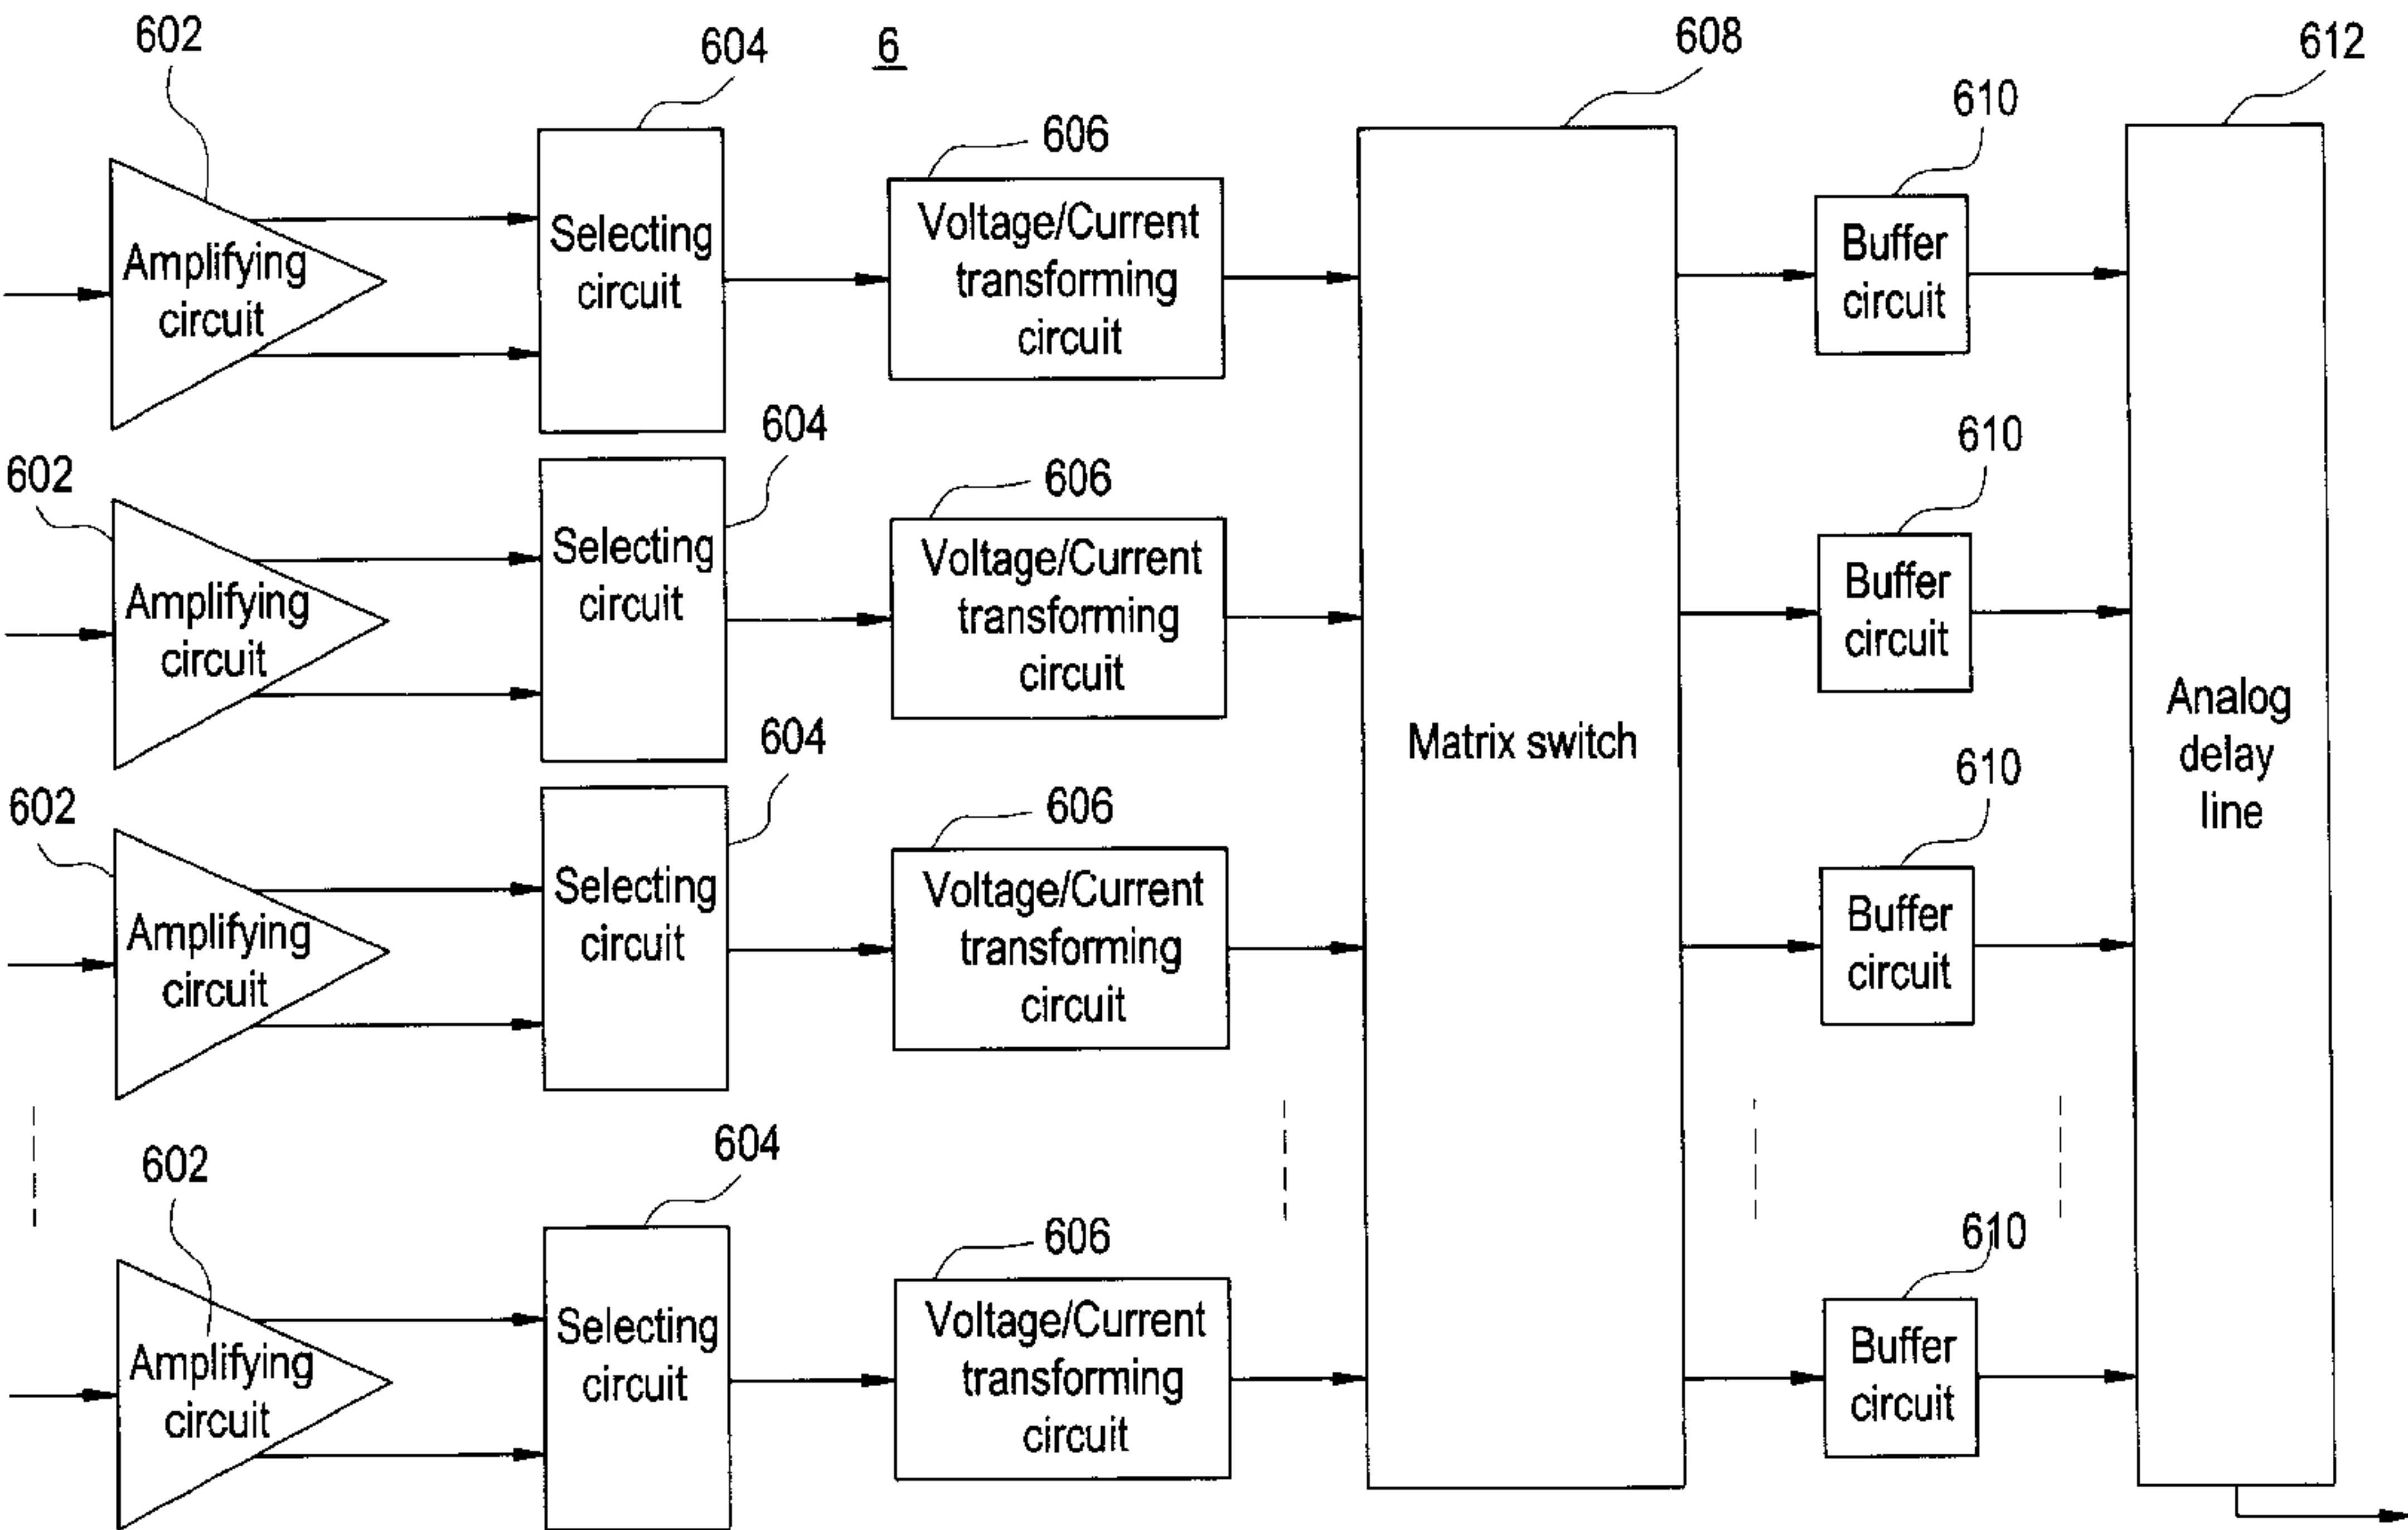 602
604
6
608
612
606
610
Amplifying
circuit
Selecting
circuit
Voltage/Current
transforming
circuit
Buffer
circuit
602
604
606
610
Amplifying
circuit
Selecting
circuit
Voltage/Current
transforming
circuit
Buffer
circuit
Matrix switch
Analog
delay
line
602
604
606
610
Amplifying
circuit
Selecting
circuit
Voltage/Current
transforming
circuit
Buffer
circuit
602
604
606
610
Amplifying
circuit
Selecting
circuit
Voltage/Current
transforming
circuit
Buffer
circuit